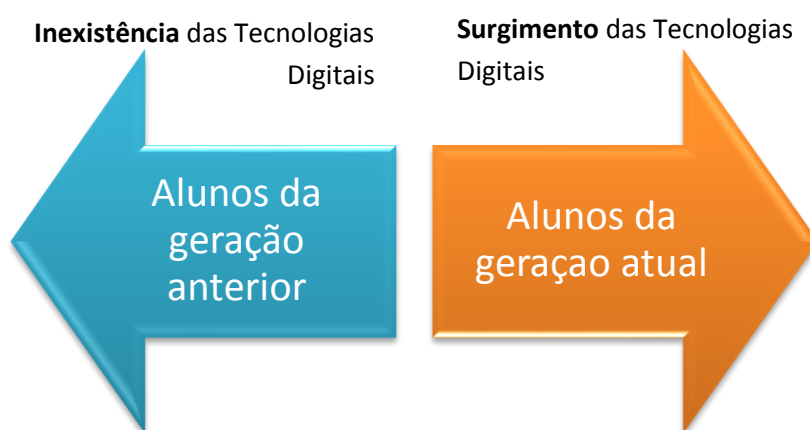 Inexistência das Tecnologias
Digitais
Surgimento das Tecnologias
Digitais
Alunos da
geração
anterior
Alunos da
geraçao atual